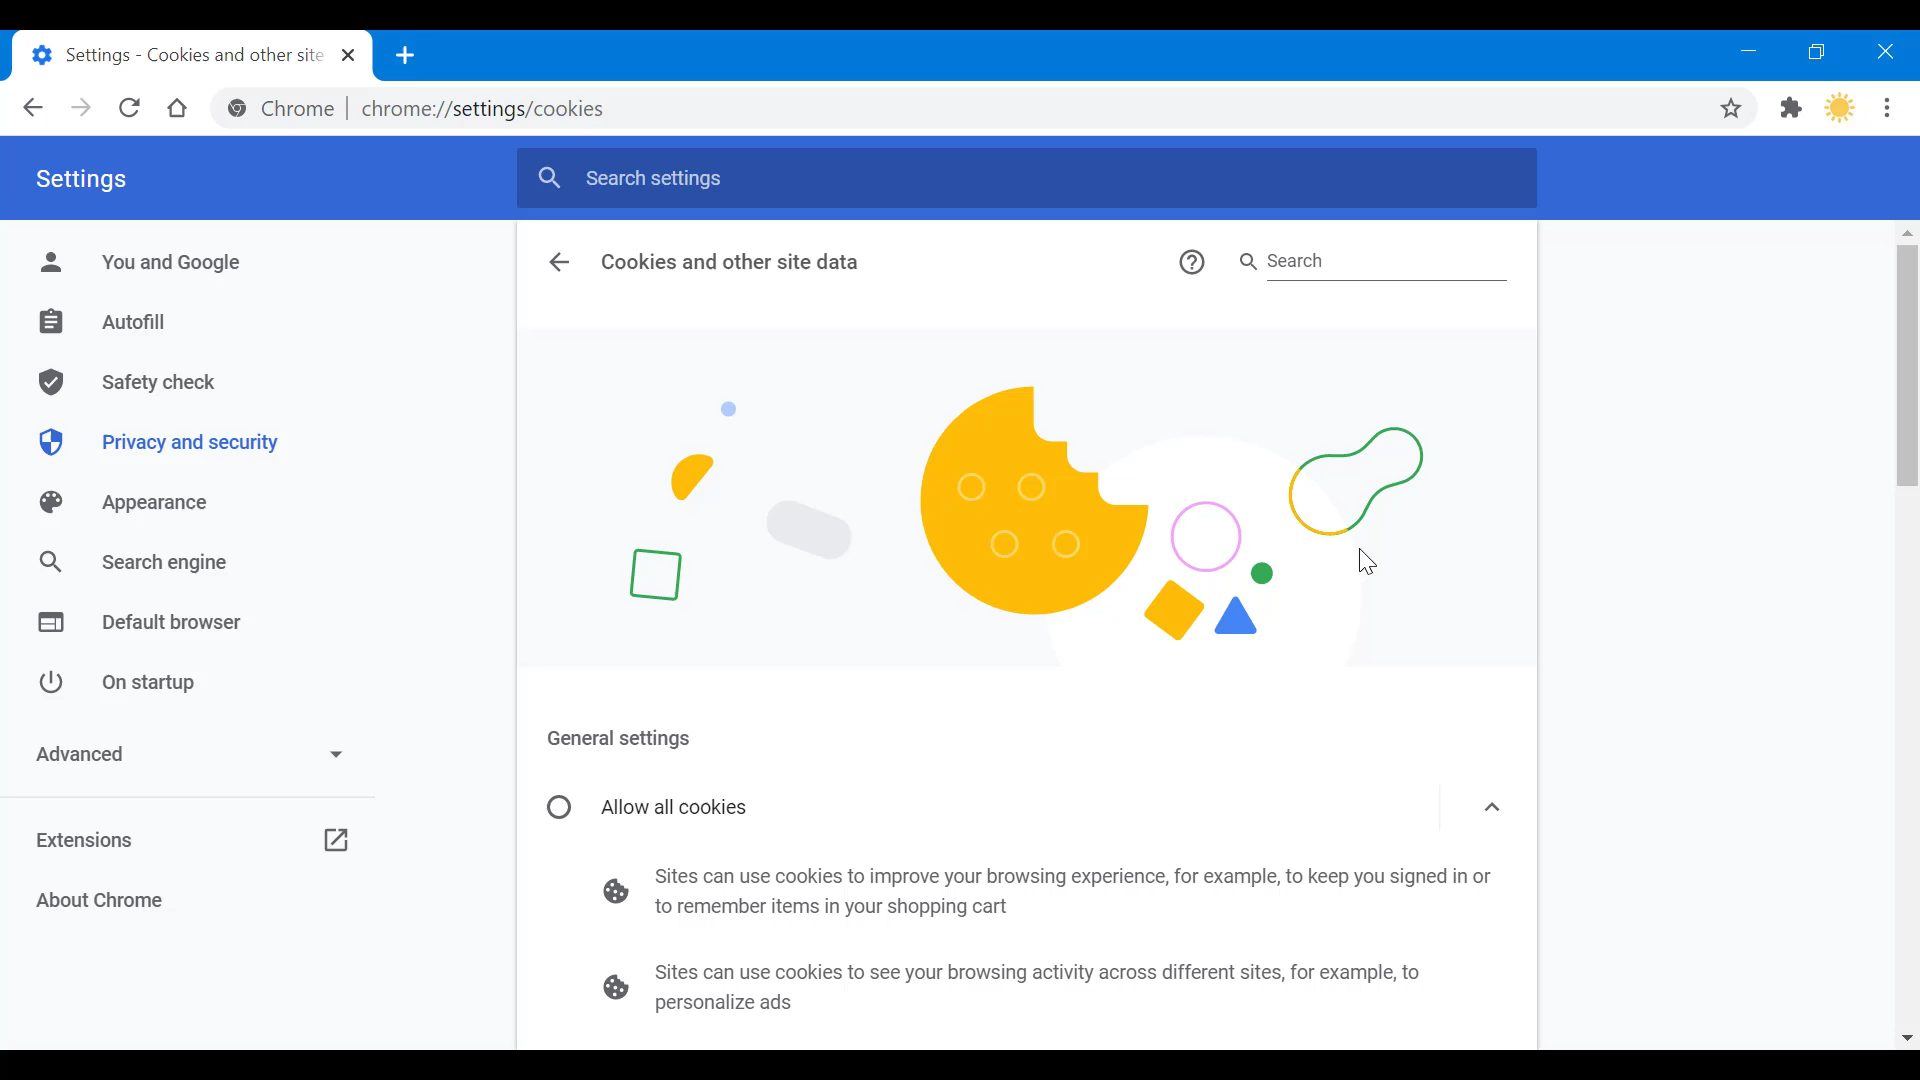 Settings - Cookies and other site
Chrome | chrome://settings/cookies
Settings
Search settings
You and Google
Autofill
Safety check
Privacy and security
Appearance
Search engine
Default browser
On startup
Advanced
Extensions
About Chrome
Cookies and other site data
Search
General settings
Allow all cookies
Sites can use cookies to improve your browsing experience, for example, to keep you signed in or
to remember items in your shopping cart
Sites can use cookies to see your browsing activity across different sites, for example, to
personalize ads